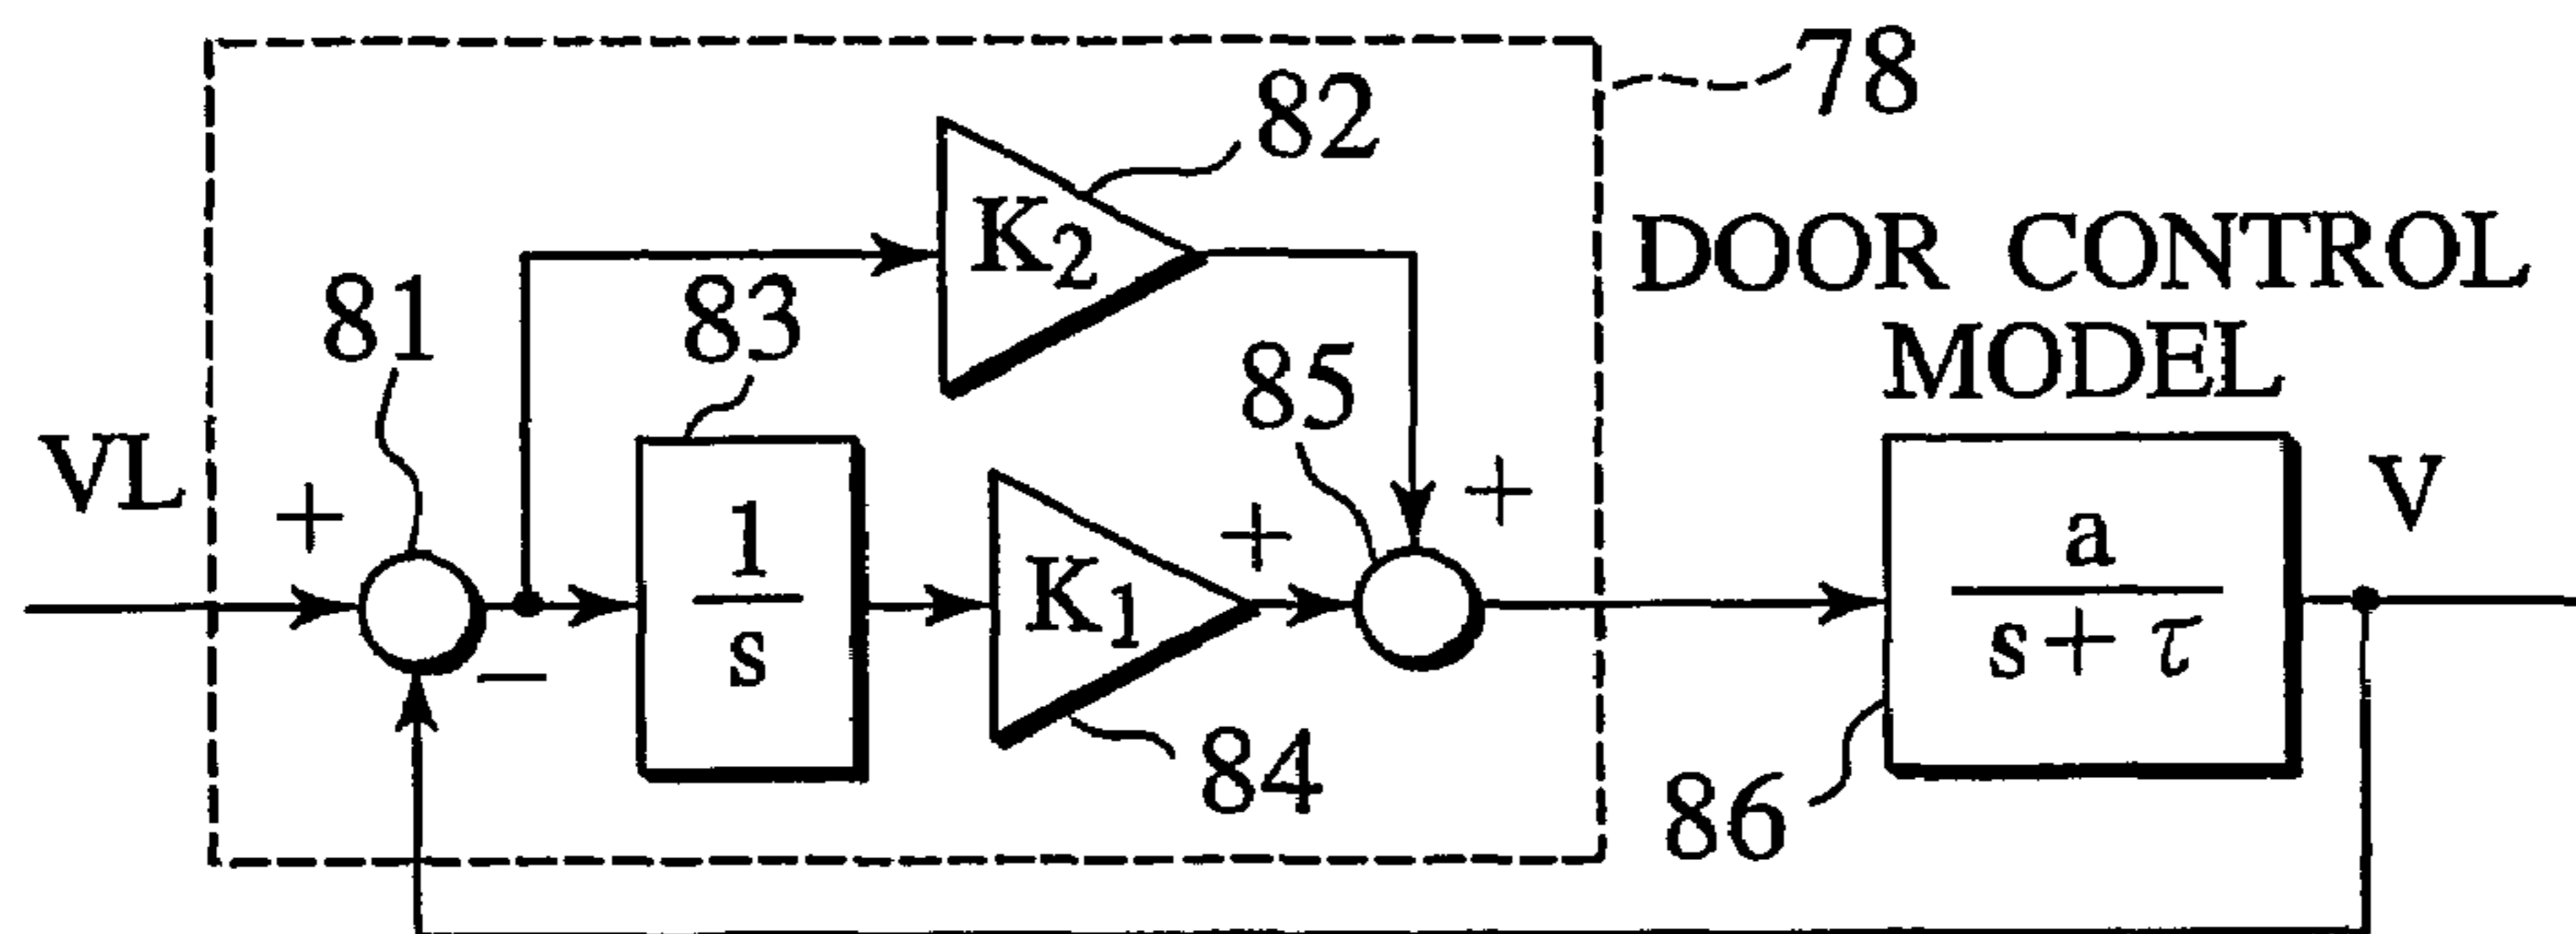 78
82
K₂
DOOR CONTROL
MODEL
81
83
85
VL
+
+
+
1
s
K₁
a
s + τ
V
−
84
86